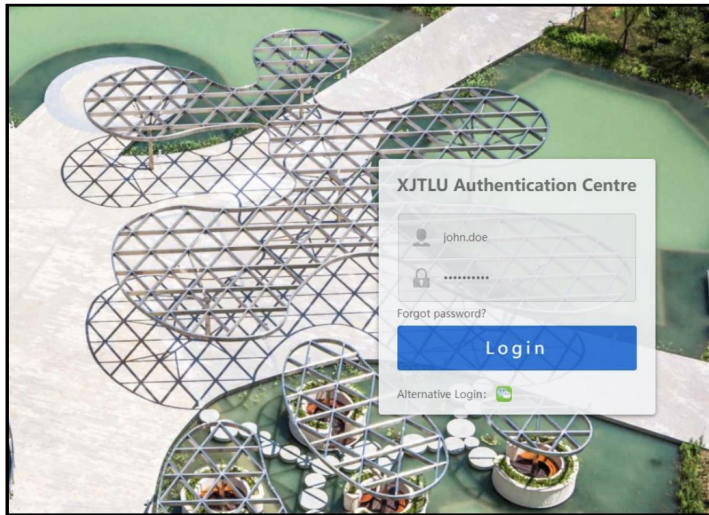 XJTLU Authentication Centre
john.doe
••••••••••
Forgot password?
Login
Alternative Login: